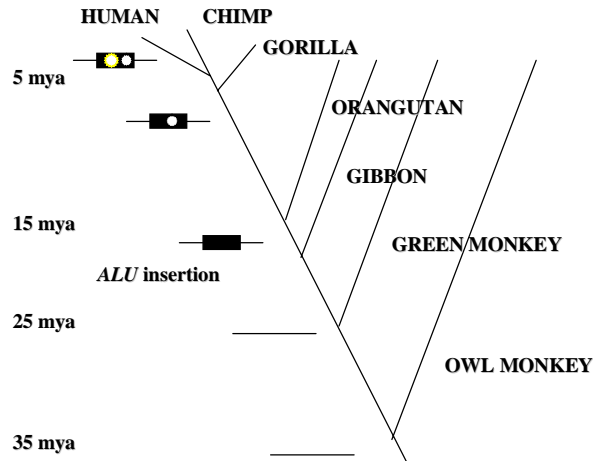 HUMAN CHIMP
GORILLA
5 mya
ORANGUTAN
GIBBON
15 mya
GREEN MONKEY
ALU insertion
25 mya
OWL MONKEY
35 mya